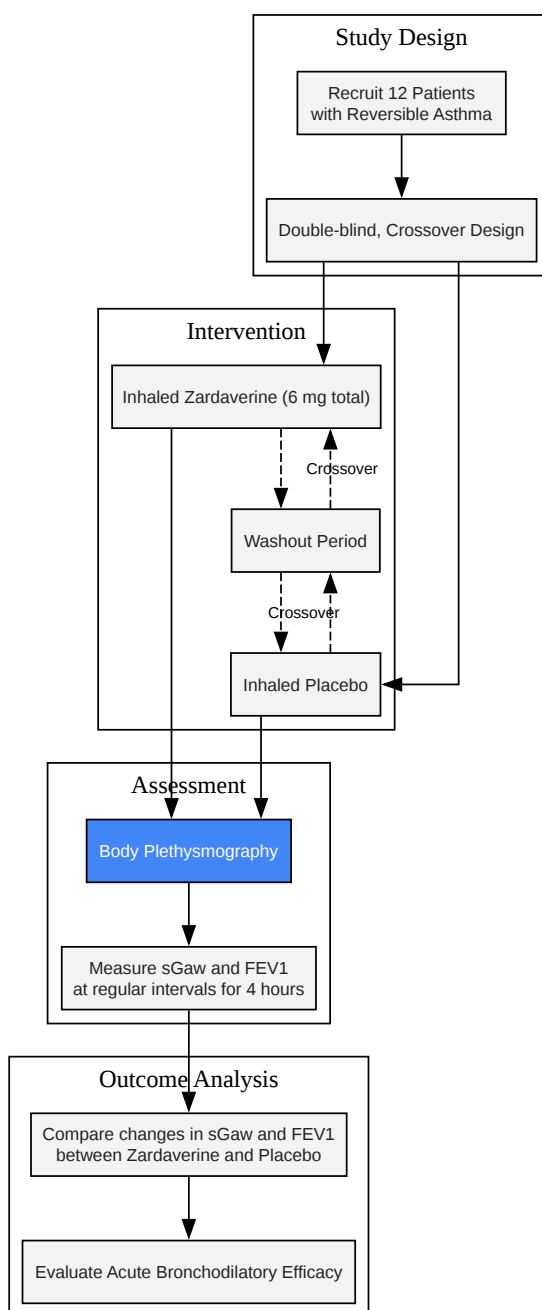 Study Design
Recruit 12 Patients
with Reversible Asthma
Double-blind, Crossover Design
Intervention
Inhaled Zardaverine (6 mg total)
Crossover
Washout Period
Crossover
Inhaled Placebo
Assessment
Body Plethysmography
Measure sGaw and FEV1
at regular intervals for 4 hours
Outcome Analysis
Compare changes in sGaw and FEV1
between Zardaverine and Placebo
Evaluate Acute Bronchodilatory Efficacy